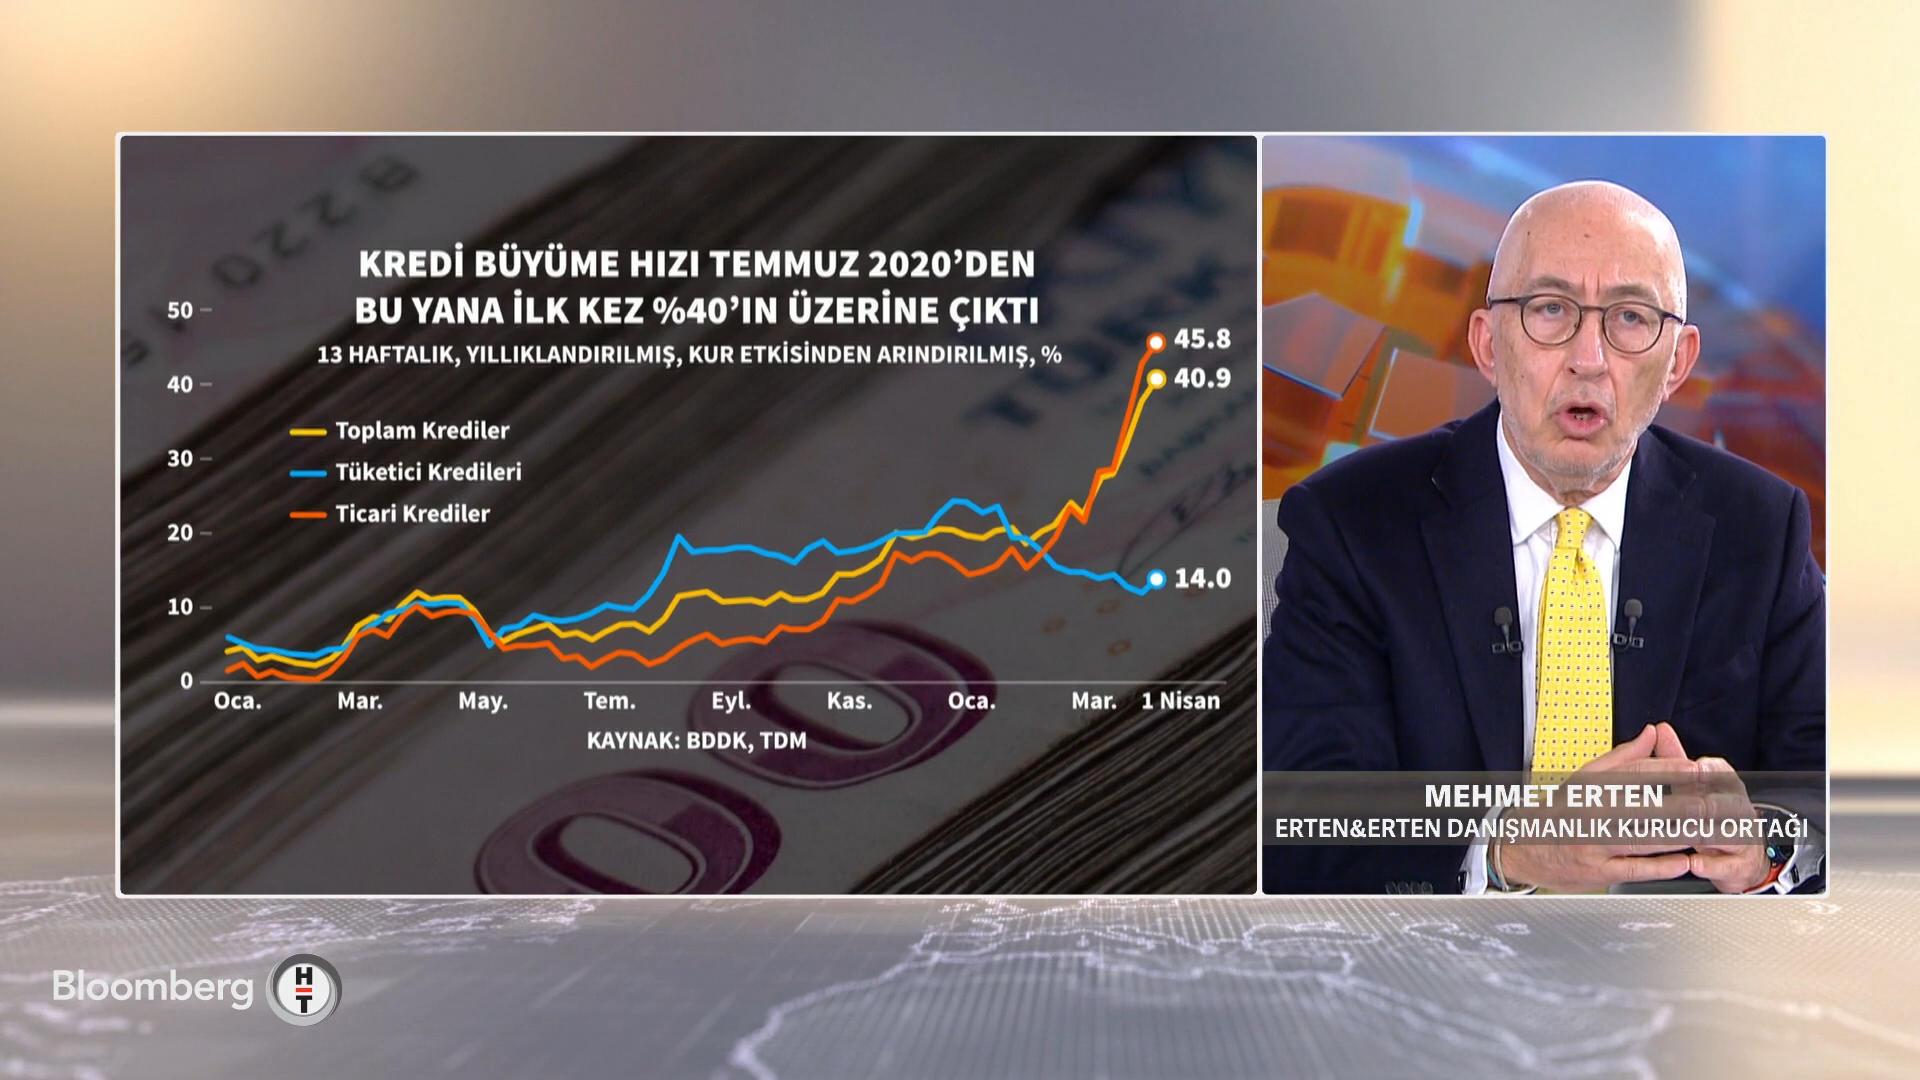 KREDİ BÜYÜME HIZI TEMMUZ 2020’DEN
BU YANA İLK KEZ %40’IN ÜZERİNE ÇIKTI
13 HAFTALIK, YILLIKLANDIRILMIŞ, KUR ETKİSİNDEN ARINDIRILMIŞ, %
50
40
30
20
10
0
Toplam Krediler
Tüketici Kredileri
Ticari Krediler
45.8
40.9
14.0
Oca. Mar. May. Tem. Eyl. Kas. Oca. Mar. 1 Nisan
KAYNAK: BDDK, TDM
MEHMET ERTEN
ERTEN&ERTEN DANIŞMANLIK KURUCU ORTAĞI
Bloomberg HT